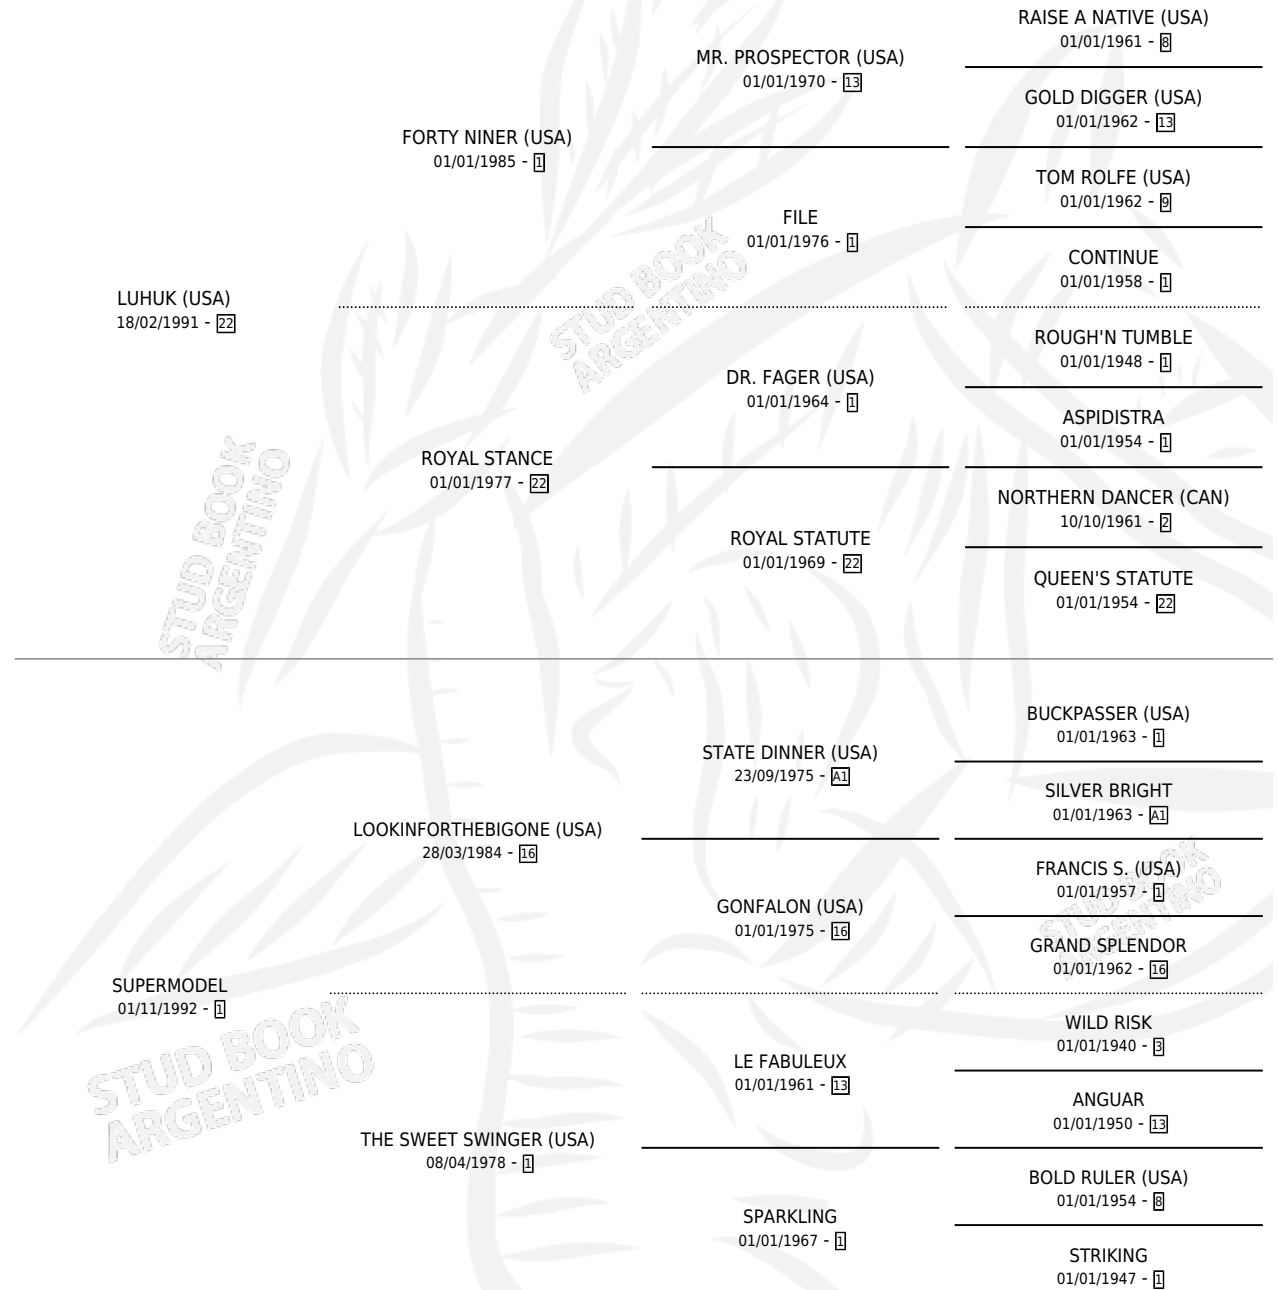 RAISE A NATIVE (USA)
01/01/1961 - 8
MR. PROSPECTOR (USA)
01/01/1970 - 13
GOLD DIGGER (USA)
01/01/1962 - 13
FORTY NINER (USA)
01/01/1985 - 1
TOM ROLFE (USA)
01/01/1962 - 9
FILE
01/01/1976 - 1
CONTINUE
01/01/1958 - 1
LUHUK (USA)
18/02/1991 - 22
ROUGH'N TUMBLE
01/01/1948 - 1
DR. FAGER (USA)
01/01/1964 - 1
ASPIDISTRA
01/01/1954 - 1
ROYAL STANCE
01/01/1977 - 22
NORTHERN DANCER (CAN)
10/10/1961 - 2
ROYAL STATUTE
01/01/1969 - 22
QUEEN'S STATUTE
01/01/1954 - 22
BUCKPASSER (USA)
01/01/1963 - 1
STATE DINNER (USA)
23/09/1975 - A1
SILVER BRIGHT
01/01/1963 - A1
LOOKINFORTHEBIGONE (USA)
28/03/1984 - 16
FRANCIS S. (USA)
01/01/1957 - 1
GONFALON (USA)
01/01/1975 - 16
GRAND SPLENDOR
01/01/1962 - 16
SUPERMODEL
01/11/1992 - 1
WILD RISK
01/01/1940 - 3
LE FABULEUX
01/01/1961 - 13
ANGUAR
01/01/1950 - 13
THE SWEET SWINGER (USA)
08/04/1978 - 1
BOLD RULER (USA)
01/01/1954 - 8
SPARKLING
01/01/1967 - 1
STRIKING
01/01/1947 - 1
STUD BOOK
ARGENTINO
STUD BOOK
ARGENTINO
STUD BOOK
ARGENTINO
STUD BOOK
ARGENTINO